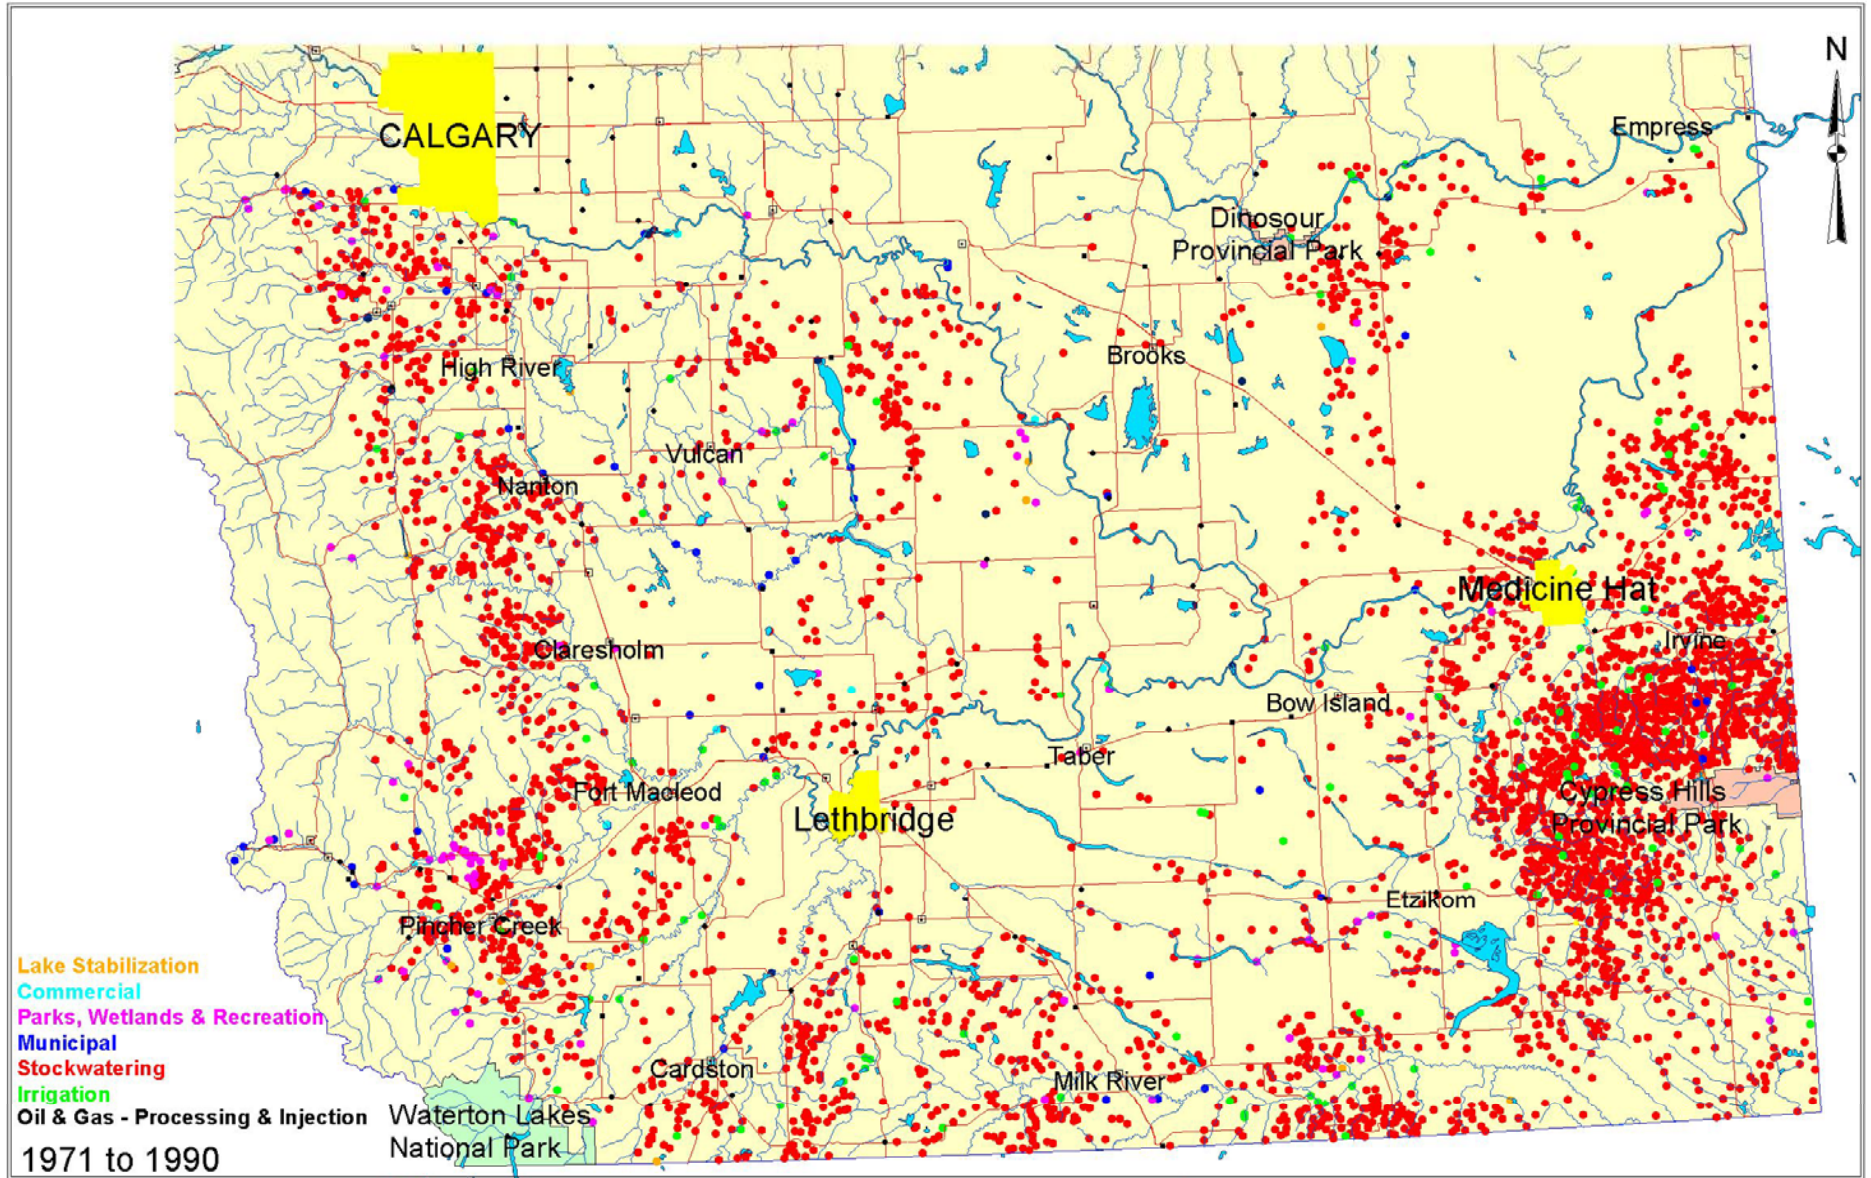 N
CALGARY
Empress
Dinosour
Provincial Park
Brooks
High River
Vulcan
Nanton
Medicine Hat
Irvine
Claresholm
Bow Island
Taber
Fort Macleod
Lethbridge
Cypress Hills
Provincial Park
Etzikom
Pincher Creek
Lake Stabilization
Commercial
Parks, Wetlands & Recreation
Municipal
Stockwatering
Irrigation
Oil & Gas - Processing & Injection
Cardston
Milk River
Waterton Lakes
National Park
1971 to 1990